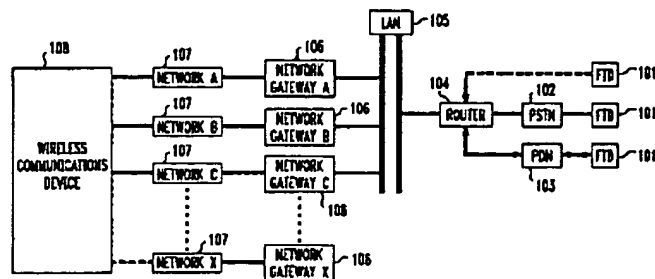 LAN
105
108
107
NETWORK A
106
NETWORK
GATEWAY A
104
ROUTER
FTD
101
102
PSTN
FTD
101
107
NETWORK B
NETWORK
GATEWAY B
106
WIRELESS
COMMUNICATIONS
DEVICE
107
NETWORK C
NETWORK
GATEWAY C
106
PDN
103
FTD
101
107
NETWORK X
NETWORK
GATEWAY X
106